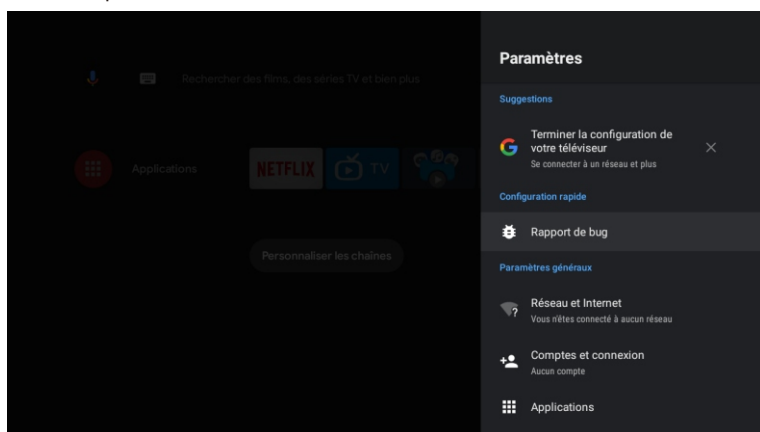 Paramètres
Rechercher des films, des séries TV et bien plus
Suggestions
Terminer la configuration de
votre téléviseur
Se connecter à un réseau et plus
Applications
NETFLIX
TV
Configuration rapide
Rapport de bug
Personnaliser les chaînes
Paramètres généraux
Réseau et Internet
Vous n'êtes connecté à aucun réseau
Comptes et connexion
Aucun compte
Applications